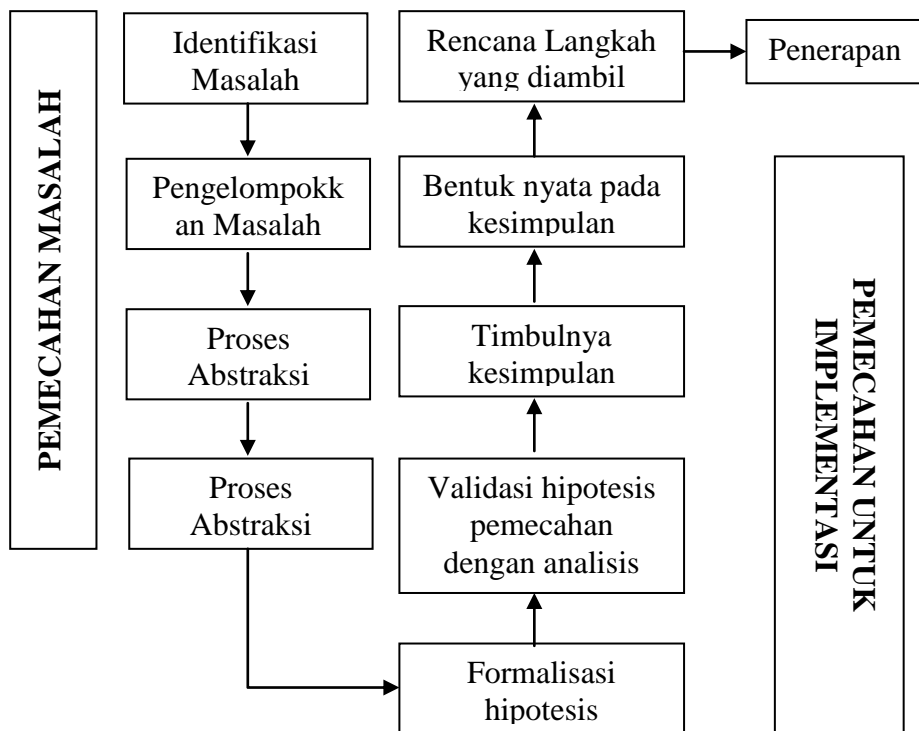 PEMECAHAN MASALAH
Identifikasi
Masalah
Pengelompokk
an Masalah
Proses
Abstraksi
Proses
Abstraksi
Formalisasi
hipotesis
Validasi hipotesis
pemecahan
dengan analisis
Timbulnya
kesimpulan
Bentuk nyata pada
kesimpulan
Rencana Langkah
yang diambil
Penerapan
PEMECAHAN UNTUK
IMPLEMENTASI